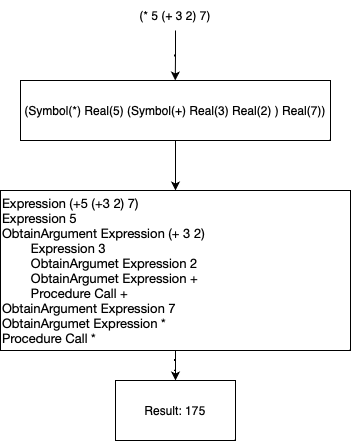 (* 5 (+ 3 2) 7)
(Symbol(*) Real(5) (Symbol(+) Real(3) Real(2) ) Real(7))
Expression (+5 (+3 2) 7)
Expression 5
ObtainArgument Expression (+ 3 2)
Expression 3
ObtainArgumet Expression 2
ObtainArgumet Expression +
Procedure Call +
ObtainArgument Expression 7
ObtainArgumet Expression *
Procedure Call *
Result: 175